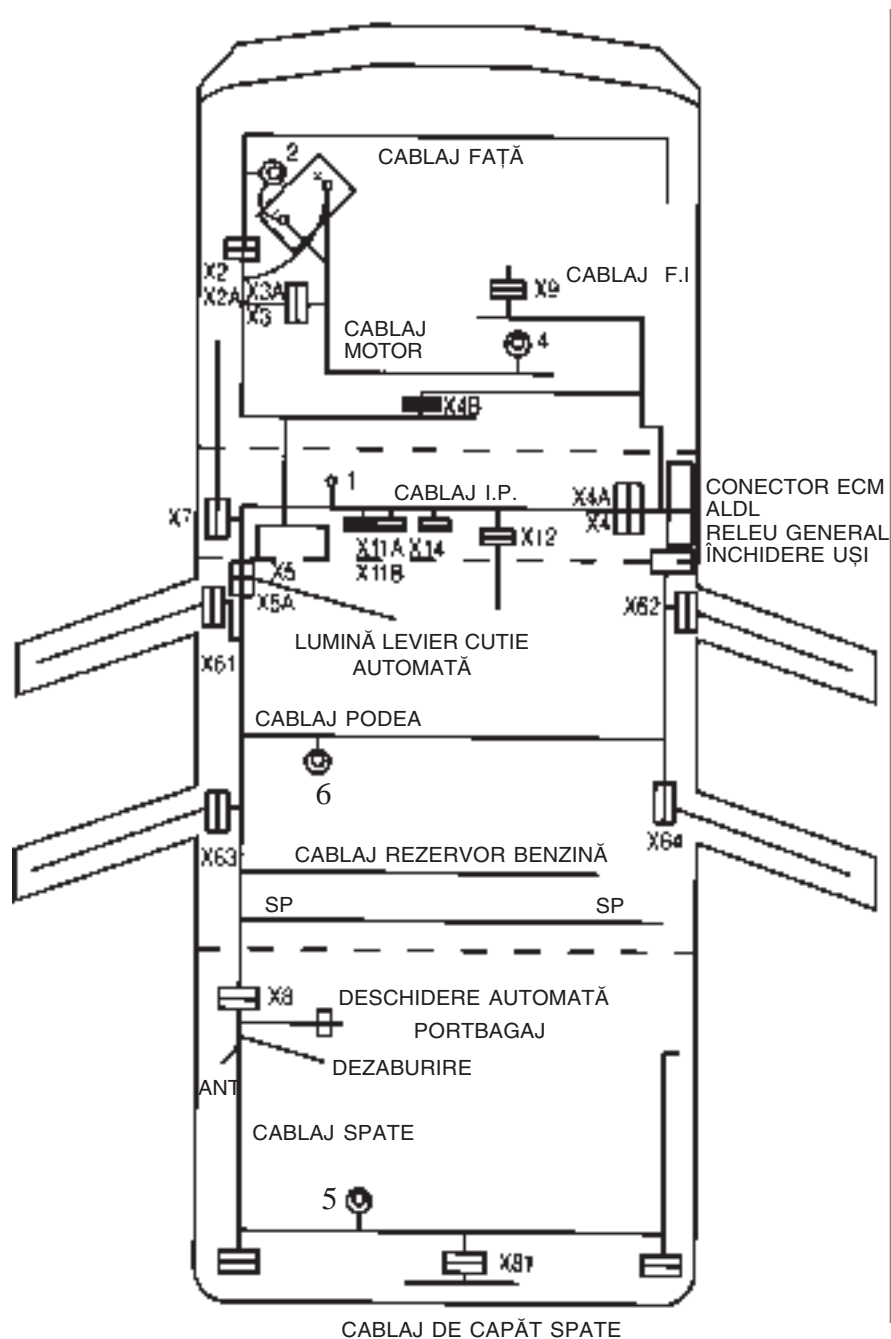 CABLAJ FAȚĂ
2
X2
X2A
X3A
X3
CABLAJ F.I
X9
CABLAJ
MOTOR
4
X4B
1
CABLAJ I.P.
X4A
X4
CONECTOR ECM
ALDL
RELEU GENERAL
ÎNCHIDERE UȘI
X7
X11A
X11B
X14
X12
X5
X5A
X61
X62
LUMINĂ LEVIER CUTIE
AUTOMATĂ
CABLAJ PODEA
6
X63
X64
CABLAJ REZERVOR BENZINĂ
SP
SP
X8
DESCHIDERE AUTOMATĂ
PORTBAGAJ
DEZABURIRE
ANT
CABLAJ SPATE
5
CABLAJ DE CAPĂT SPATE